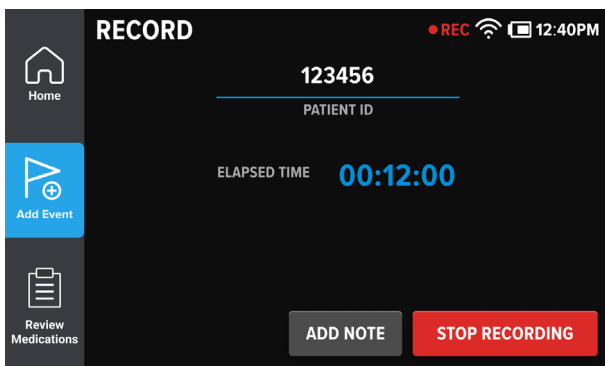 RECORD
REC 12:40PM
Home
123456
PATIENT ID
Add Event
ELAPSED TIME 00:12:00
Review
Medications
ADD NOTE
STOP RECORDING